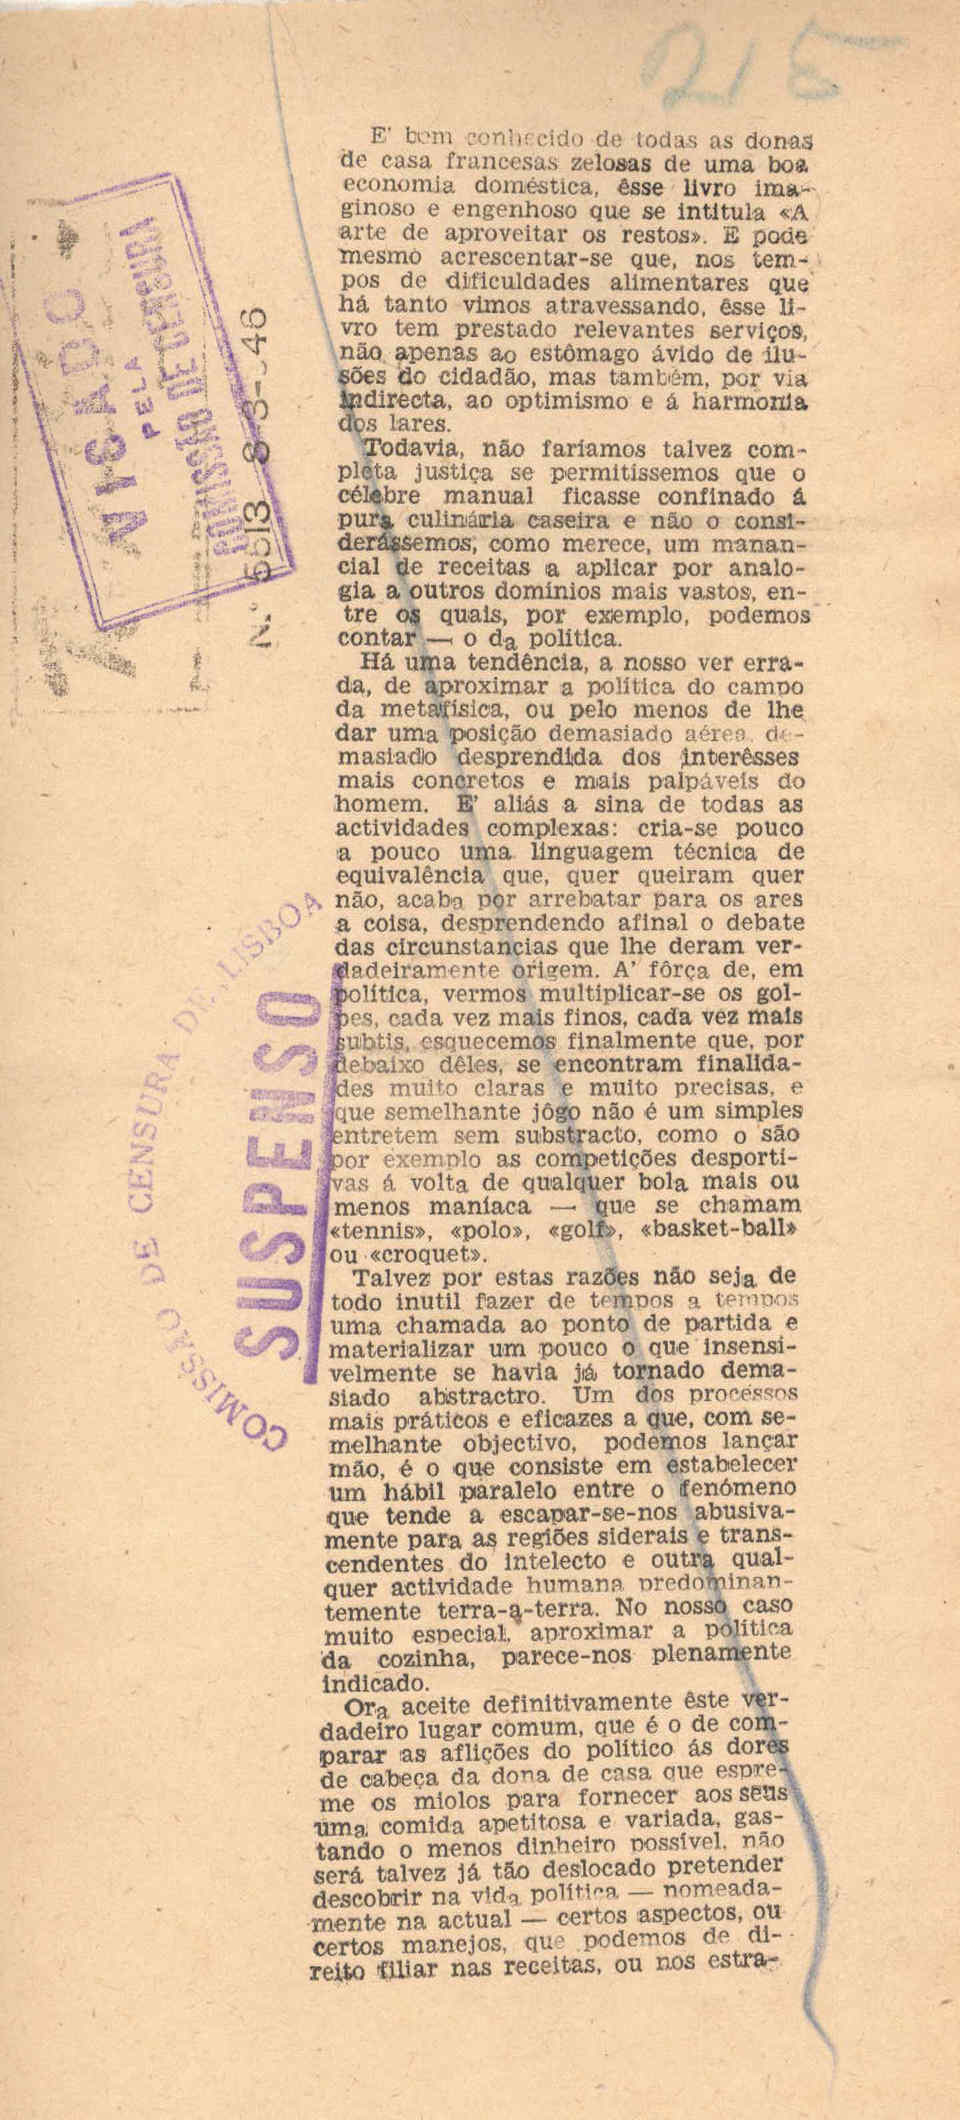 215
VISADO
PELA
COMISSÃO DE CENSURA
N.º 5513 8-3-946
COMISSÃO DE CENSURA DE LISBOA
SUSPENSO
E' bem conhecido de todas as donas
de casa francesas zelosas de uma boa
economia doméstica, êsse livro ima-
ginoso e engenhoso que se intitula «A
arte de aproveitar os restos». E pode
mesmo acrescentar-se que, nos tem-
pos de dificuldades alimentares que
há tanto vimos atravessando, êsse li-
vro tem prestado relevantes serviços,
não apenas ao estômago ávido de ilu-
sões do cidadão, mas também, por via
indirecta, ao optimismo e á harmonia
dos lares.
Todavia, não fariamos talvez com-
pleta justiça se permitissemos que o
célebre manual ficasse confinado á
pura culinária caseira e não o consi-
derássemos, como merece, um manan-
cial de receitas a aplicar por analo-
gia a outros dominios mais vastos, en-
tre os quais, por exemplo, podemos
contar — o da politica.
Há uma tendência, a nosso ver erra-
da, de aproximar a politica do campo
da metafísica, ou pelo menos de lhe
dar uma posição demasiado aérea, de-
masiado desprendida dos interêsses
mais concretos e mais palpáveis do
homem. E' aliás a sina de todas as
actividades complexas: cria-se pouco
a pouco uma linguagem técnica de
equivalência que, quer queiram quer
não, acaba por arrebatar para os ares
a coisa, desprendendo afinal o debate
das circunstancias que lhe deram ver-
dadeiramente origem. A' fôrça de, em
politica, vermos multiplicar-se os gol-
pes, cada vez mais finos, cada vez mais
subtis, esquecemos finalmente que, por
debaixo dêles, se encontram finalida-
des muito claras e muito precisas, e
que semelhante jôgo não é um simples
entretem sem substracto, como o são
por exemplo as competições desporti-
vas á volta de qualquer bola mais ou
menos maníaca — que se chamam
«tennis», «polo», «golf», «basket-ball»
ou «croquet».
Talvez por estas razões não seja de
todo inutil fazer de tempos a tempos
uma chamada ao ponto de partida e
materializar um pouco o que insensi-
velmente se havia já tornado dema-
siado abstractro. Um dos processos
mais práticos e eficazes a que, com se-
melhante objectivo, podemos lançar
mão, é o que consiste em estabelecer
um hábil paralelo entre o fenómeno
que tende a escapar-se-nos abusiva-
mente para as regiões siderais e trans-
cendentes do intelecto e outra qual-
quer actividade humana predominan-
temente terra-a-terra. No nosso caso
muito especial, aproximar a política
da cozinha, parece-nos plenamente
indicado.
Ora aceite definitivamente êste ver-
dadeiro lugar comum, que é o de com-
parar as aflições do politico ás dores
de cabeça da dona de casa que espre-
me os miolos para fornecer aos seus
uma comida apetitosa e variada, gas-
tando o menos dinheiro possível, não
será talvez já tão deslocado pretender
descobrir na vida politica — nomeada-
mente na actual — certos aspectos, ou
certos manejos, que podemos de di-
reito filiar nas receitas, ou nos estra-